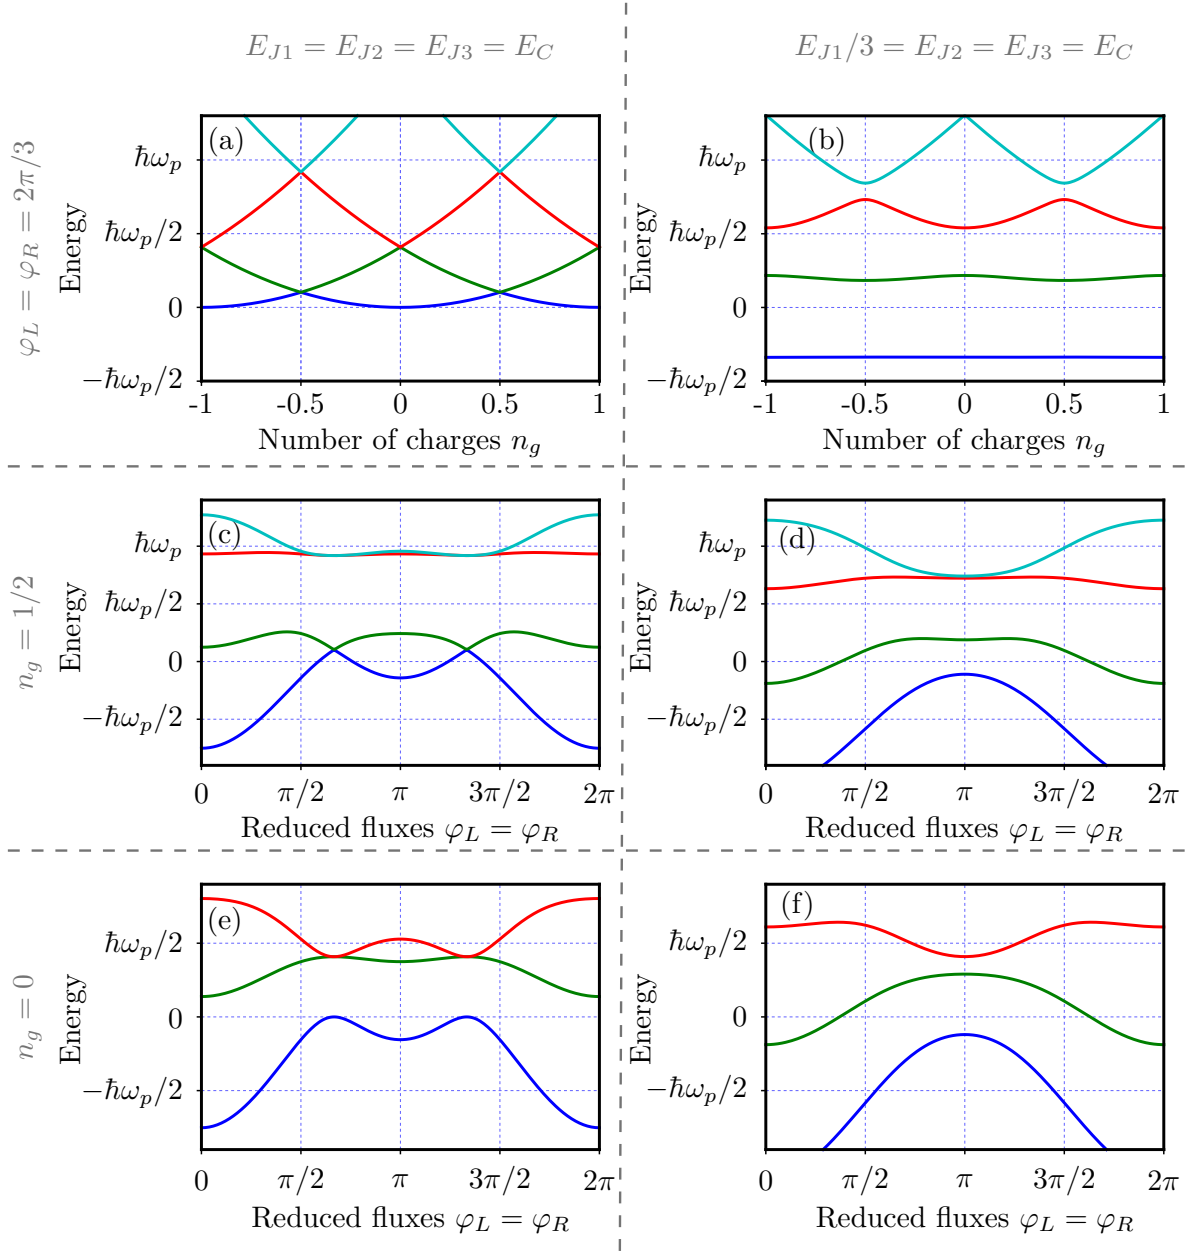 E_{J1} = E_{J2} = E_{J3} = E_C
E_{J1}/3 = E_{J2} = E_{J3} = E_C
φ_L = φ_R = 2π/3
(a)
Energy
ħω_p
ħω_p/2
0
−ħω_p/2
-1 -0.5 0 0.5 1
Number of charges n_g
(b)
Energy
ħω_p
ħω_p/2
0
−ħω_p/2
-1 -0.5 0 0.5 1
Number of charges n_g
n_g = 1/2
(c)
Energy
ħω_p
ħω_p/2
0
−ħω_p/2
0 π/2 π 3π/2 2π
Reduced fluxes φ_L = φ_R
(d)
Energy
ħω_p
ħω_p/2
0
−ħω_p/2
0 π/2 π 3π/2 2π
Reduced fluxes φ_L = φ_R
n_g = 0
(e)
Energy
ħω_p/2
0
−ħω_p/2
0 π/2 π 3π/2 2π
Reduced fluxes φ_L = φ_R
(f)
Energy
ħω_p/2
0
−ħω_p/2
0 π/2 π 3π/2 2π
Reduced fluxes φ_L = φ_R